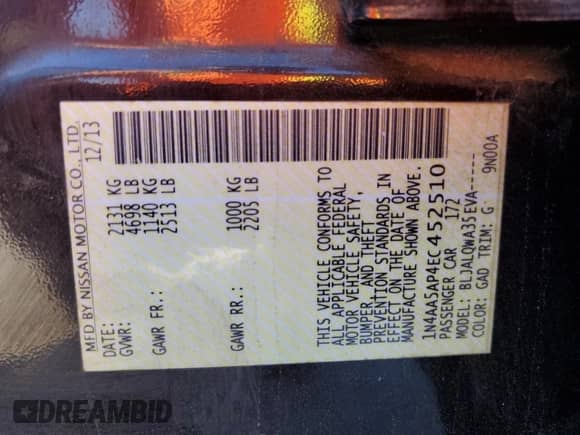 MFD BY NISSAN MOTOR CO., LTD.
DATE: 12/13
GVWR: 2131 KG
4698 LB
GAWR FR.: 1140 KG
2513 LB
GAWR RR.: 1000 KG
2205 LB
THIS VEHICLE CONFORMS TO
ALL APPLICABLE FEDERAL
MOTOR VEHICLE SAFETY,
BUMPER, AND THEFT
PREVENTION STANDARDS IN
EFFECT ON THE DATE OF
MANUFACTURE SHOWN ABOVE.
1N4AA5AP4EC452510
PASSENGER CAR 172
MODEL: BLJALQWA35EVA-----
COLOR: GAD TRIM: G 9N00A
DREAMBID